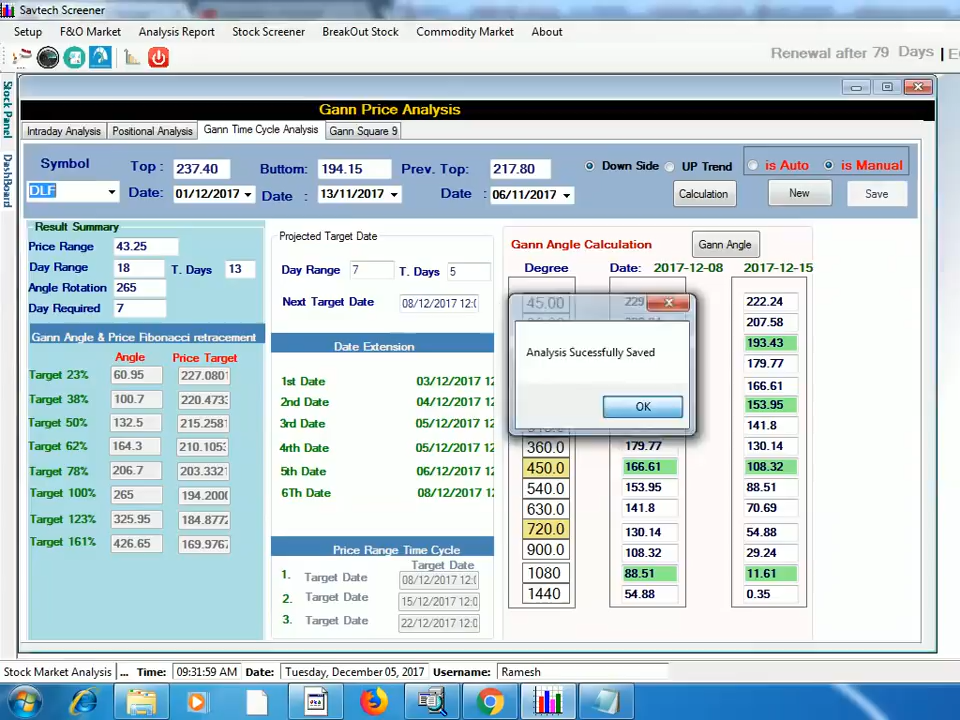 Savtech Screener
Setup F&O Market Analysis Report Stock Screener BreakOut Stock Commodity Market About
Renewal after 79 Days |
Stock Panel
DashBoard
Gann Price Analysis
Intraday Analysis Positional Analysis Gann Time Cycle Analysis Gann Square 9
Symbol Top : 237.40 Buttom: 194.15 Prev. Top: 217.80 Down Side UP Trend is Auto is Manual
DLF Date: 01/12/2017 Date : 13/11/2017 Date : 06/11/2017 Calculation New Save
Result Summary
Price Range 43.25
Day Range 18 T. Days 13
Angle Rotation 265
Day Required 7
Gann Angle & Price Ribonacci retracement
Angle Price Target
Target 23% 60.95 227.080
Target 38% 100.7 220.473
Target 50% 132.5 215.258
Target 62% 164.3 210.105
Target 78% 206.7 203.332
Target 100% 265 194.200
Target 123% 325.95 184.877
Target 161% 426.65 169.976
Projected Target Date
Day Range 7 T. Days 5
Next Target Date 08/12/2017 12:0
Date Extension
1st Date 03/12/2017 12
2nd Date 04/12/2017 12
3rd Date 05/12/2017 12
4rth Date 05/12/2017 12
5th Date 06/12/2017 12
6Th Date 08/12/2017 12
Price Range Time Cycle
Target Date
1. Target Date 08/12/2017 12:0
2. Target Date 15/12/2017 12:0
3. Target Date 22/12/2017 12:0
Gann Angle Calculation Gann Angle
Degree Date: 2017-12-08 2017-12-15
45.00 229 222.24
207.58
193.43
179.77
166.61
153.95
141.8
360.0 179.77 130.14
450.0 166.61 108.32
540.0 153.95 88.51
630.0 141.8 70.69
720.0 130.14 54.88
900.0 108.32 29.24
1080 88.51 11.61
1440 54.88 0.35
Analysis Sucessfully Saved
OK
Stock Market Analysis ... Time: 09:31:59 AM Date: Tuesday, December 05, 2017 Username: Ramesh